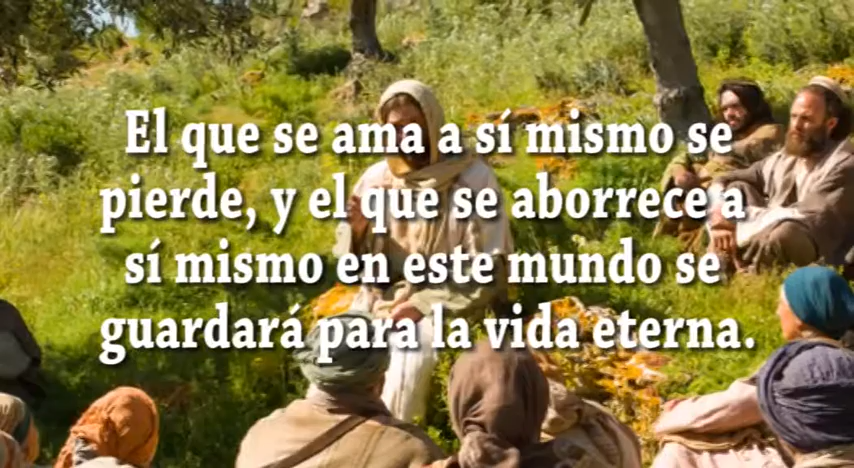 El que se ama a sí mismo se
pierde, y el que se aborrece a
sí mismo en este mundo se
guardará para la vida eterna.